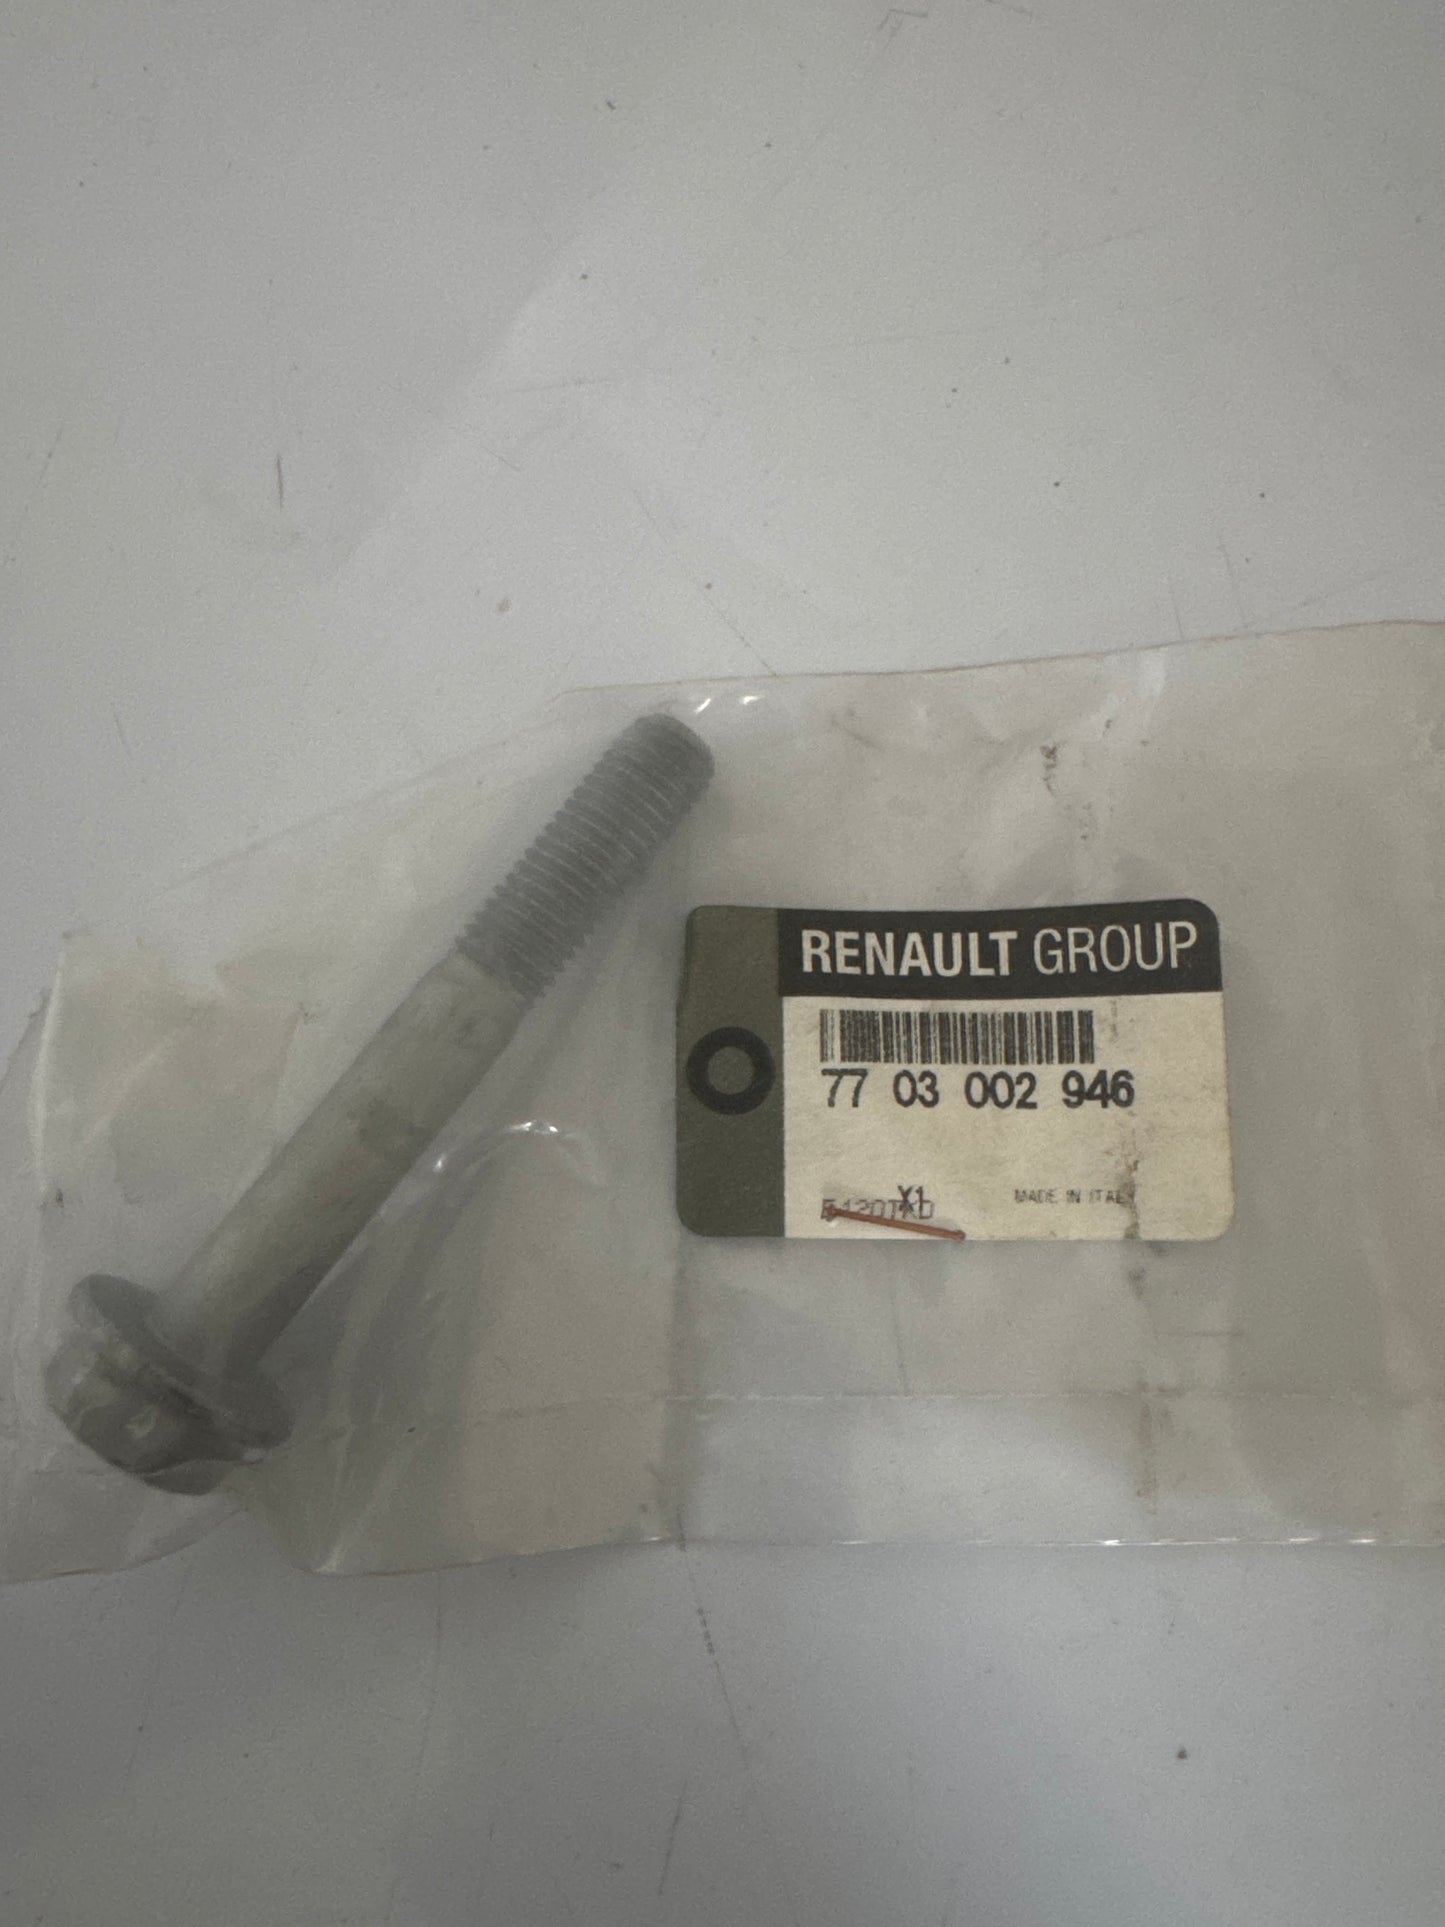 RENAULT GROUP
77 03 002 946
X1
MADE IN ITALY